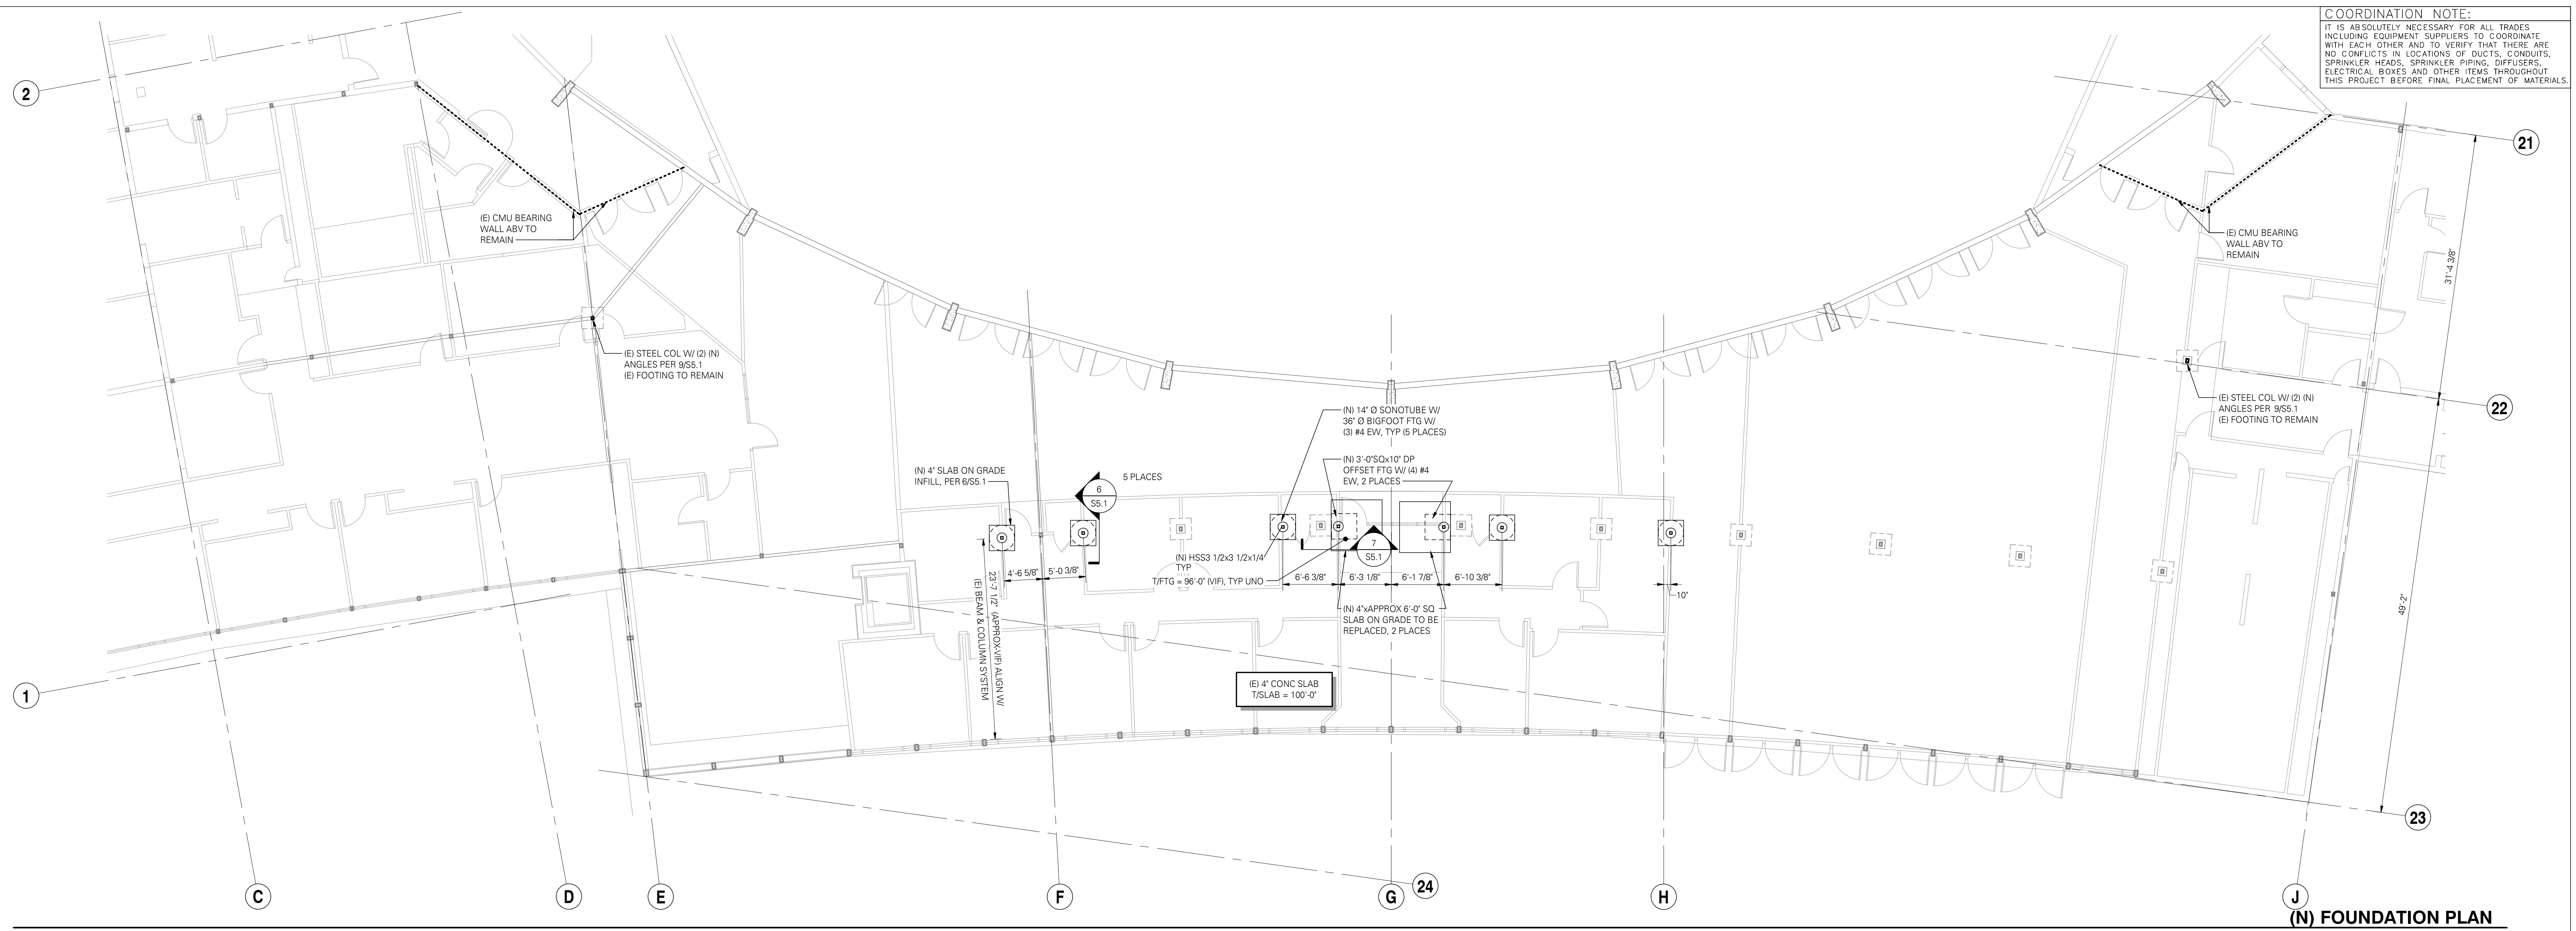 COORDINATION NOTE:
IT IS ABSOLUTELY NECESSARY FOR ALL TRADES
INCLUDING EQUIPMENT SUPPLIERS TO COORDINATE
WITH EACH OTHER AND TO VERIFY THAT THERE ARE
NO CONFLICTS IN LOCATIONS OF DUCTS, CONDUITS,
SPRINKLER HEADS, SPRINKLER PIPING, DIFFUSERS,
ELECTRICAL BOXES AND OTHER ITEMS THROUGHOUT
THIS PROJECT BEFORE FINAL PLACEMENT OF MATERIALS.
2
21
(E) CMU BEARING
WALL ABV TO
REMAIN
(E) CMU BEARING
WALL ABV TO
REMAIN
31'-4 3/8"
(E) STEEL COL W/ (2) (N)
ANGLES PER 9/S5.1
(E) FOOTING TO REMAIN
(E) STEEL COL W/ (2) (N)
ANGLES PER 9/S5.1
(E) FOOTING TO REMAIN
22
(N) 14" Ø SONOTUBE W/
36" Ø BIGFOOT FTG W/
(3) #4 EW, TYP (5 PLACES)
(N) 3'-0"SQx10" DP
OFFSET FTG W/ (4) #4
EW, 2 PLACES
(N) 4" SLAB ON GRADE
INFILL, PER 6/S5.1
6
S5.1
5 PLACES
7
S5.1
(N) HSS3 1/2x3 1/2x1/4
TYP
T/FTG = 96'-0" (VIF), TYP UNO
4'-6 5/8"
5'-0 3/8"
6'-6 3/8"
6'-3 1/8"
6'-1 7/8"
6'-10 3/8"
10"
23'-7 1/2" (APPROX-VIF) ALIGN W/
(E) BEAM & COLUMN SYSTEM
(N) 4"xAPPROX 6'-0" SQ
SLAB ON GRADE TO BE
REPLACED, 2 PLACES
49'-2"
(E) 4" CONC SLAB
T/SLAB = 100'-0"
1
23
24
C
D
E
F
G
H
J
(N) FOUNDATION PLAN